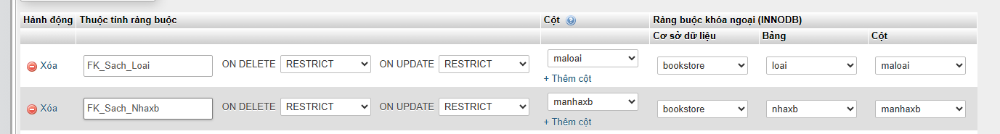 Hành động Thuộc tính ràng buộc Cột Ràng buộc khóa ngoại (INNODB)
Cơ sở dữ liệu Bảng Cột
Xóa FK_Sach_Loai ON DELETE RESTRICT ON UPDATE RESTRICT maloai bookstore loai maloai
+ Thêm cột
Xóa FK_Sach_Nhaxb ON DELETE RESTRICT ON UPDATE RESTRICT manhaxb bookstore nhaxb manhaxb
+ Thêm cột